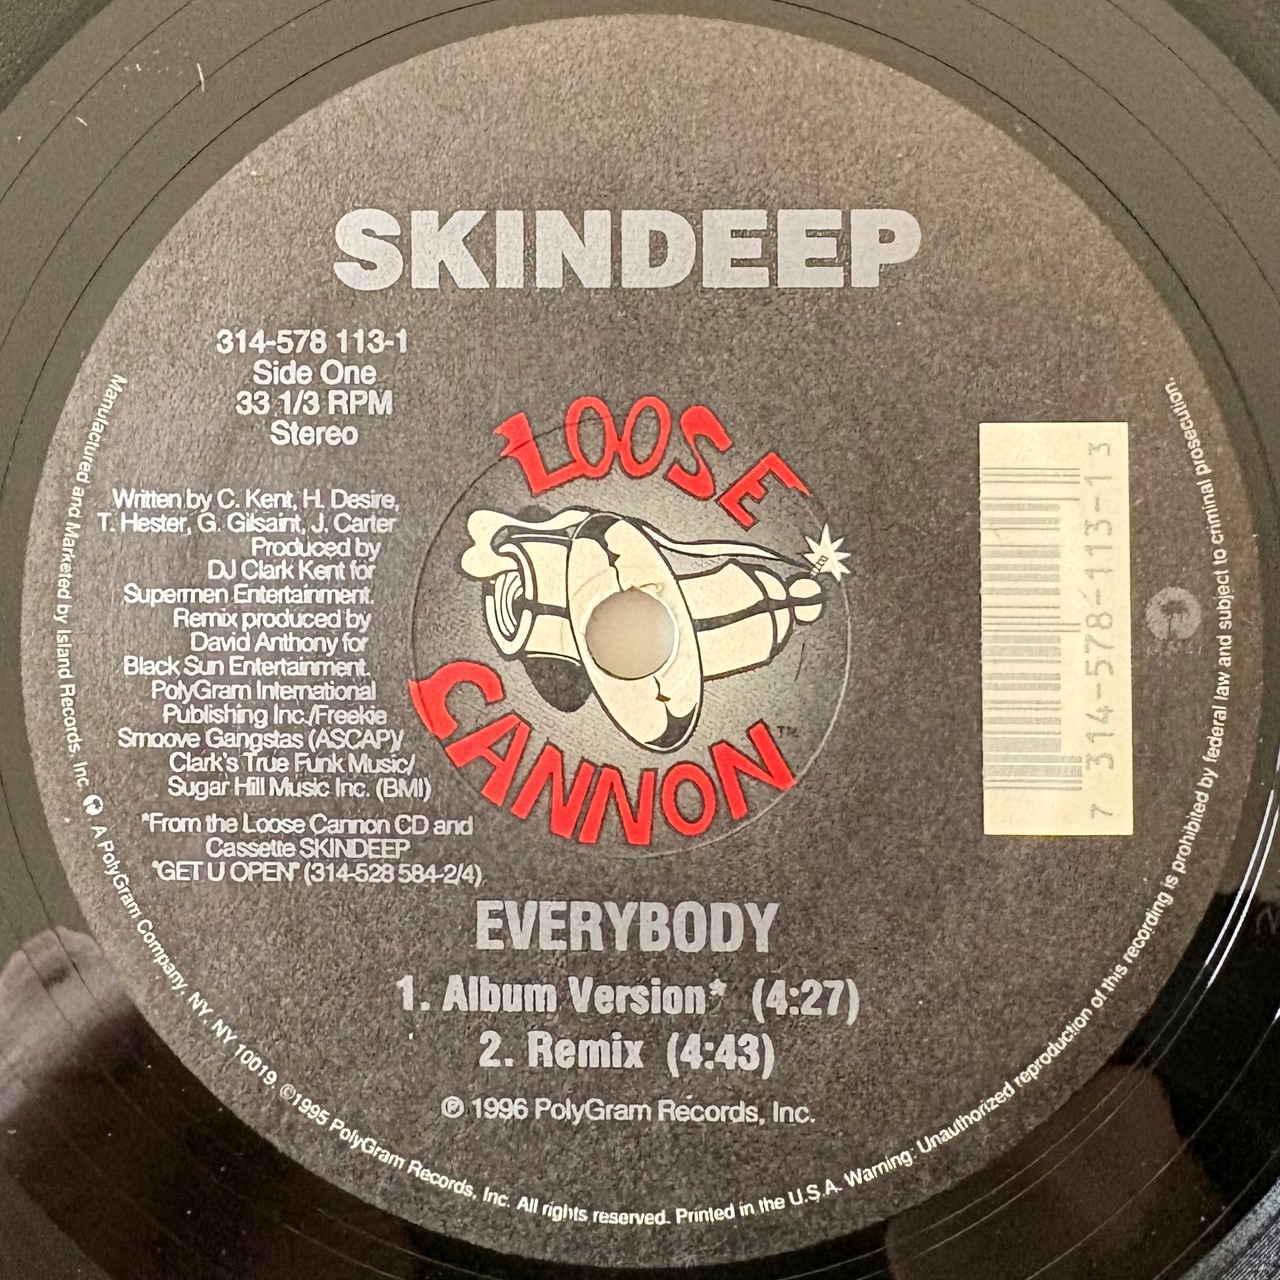 SKINDEEP
314-578 113-1
Side One
33 1/3 RPM
Stereo
Written by C. Kent, H. Desire,
T. Hester, G. Gilsaint, J. Carter
Produced by
DJ Clark Kent for
Supermen Entertainment.
Remix produced by
David Anthony for
Black Sun Entertainment.
PolyGram International
Publishing Inc./Freekie
Smoove Gangstas (ASCAP)/
Clark's True Funk Music/
Sugar Hill Music Inc. (BMI)
*From the Loose Cannon CD and
Cassette SKINDEEP
"GET U OPEN" (314-528 584-2/4)
LOOSE
CANNON™
7 314-578-113-1 3
EVERYBODY
1. Album Version* (4:27)
2. Remix (4:43)
℗ 1996 PolyGram Records, Inc.
Manufactured and Marketed by Island Records, Inc. A PolyGram Company, NY, NY 10019. ©1995 PolyGram Records, Inc. All rights reserved. Printed in the U.S.A. Warning: Unauthorized reproduction of this recording is prohibited by federal law and subject to criminal prosecution.